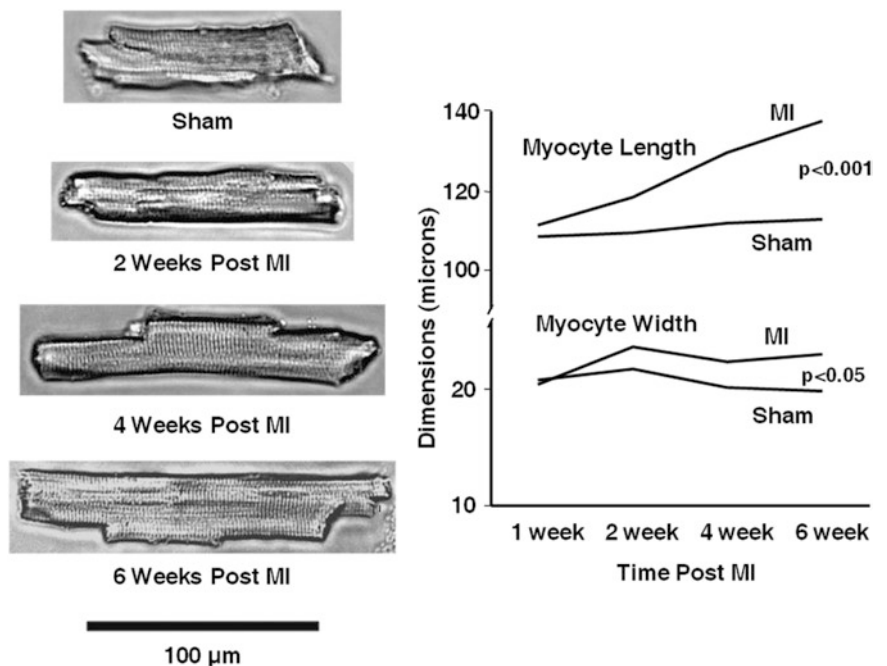 Sham
2 Weeks Post MI
4 Weeks Post MI
6 Weeks Post MI
100 µm
Dimensions (microns)
140
120
100
20
10
Myocyte Length
MI
p<0.001
Sham
Myocyte Width
MI
p<0.05
Sham
1 week 2 week 4 week 6 week
Time Post MI